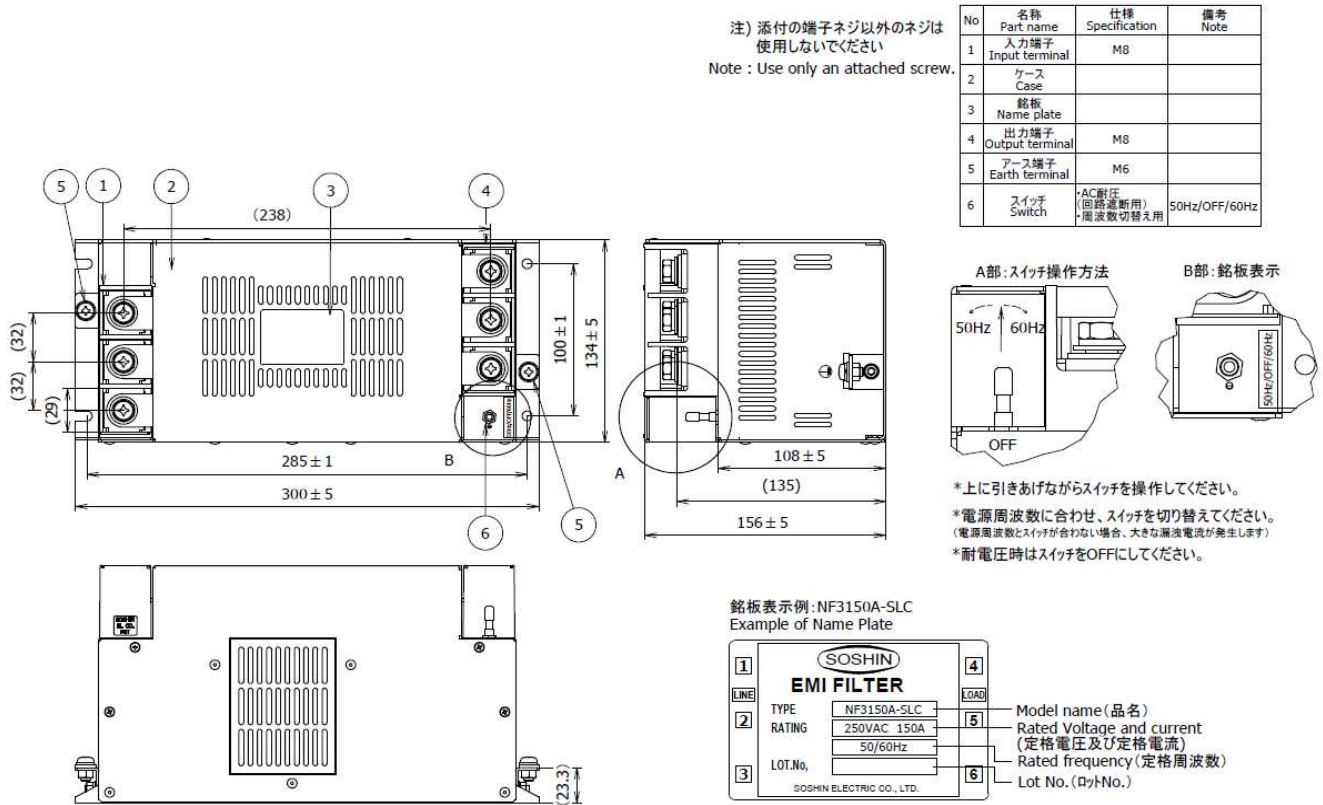 注) 添付の端子ネジ以外のネジは
使用しないでください
Note : Use only an attached screw.
No 名称 Part name 仕様 Specification 備考 Note
1 入力端子 Input terminal M8
2 ケース Case
3 銘板 Name plate
4 出力端子 Output terminal M8
5 アース端子 Earth terminal M6
6 スイッチ Switch ・AC耐圧 (回路遮断用) ・周波数切替え用 50Hz/OFF/60Hz
5
1
2
3
4
(238)
(32)
(32)
(29)
100±1
134±5
285±1
300±5
B
6
5
A
108±5
(135)
156±5
A部:スイッチ操作方法
50Hz
60Hz
OFF
B部:銘板表示
50Hz/OFF/60Hz
*上に引きあげながらスイッチを操作してください。
*電源周波数に合わせ、スイッチを切り替えてください。
(電源周波数とスイッチが合わない場合、大きな漏洩電流が発生します)
*耐電圧時はスイッチをOFFにしてください。
SOSHIN
EL. CO.
(23.3)
銘板表示例:NF3150A-SLC
Example of Name Plate
SOSHIN
EMI FILTER
1
LINE
2
3
4
LOAD
5
6
TYPE NF3150A-SLC
RATING 250VAC 150A
50/60Hz
LOT.No,
SOSHIN ELECTRIC CO., LTD.
Model name(品名)
Rated Voltage and current
(定格電圧及び定格電流)
Rated frequency(定格周波数)
Lot No.(ロットNo.)